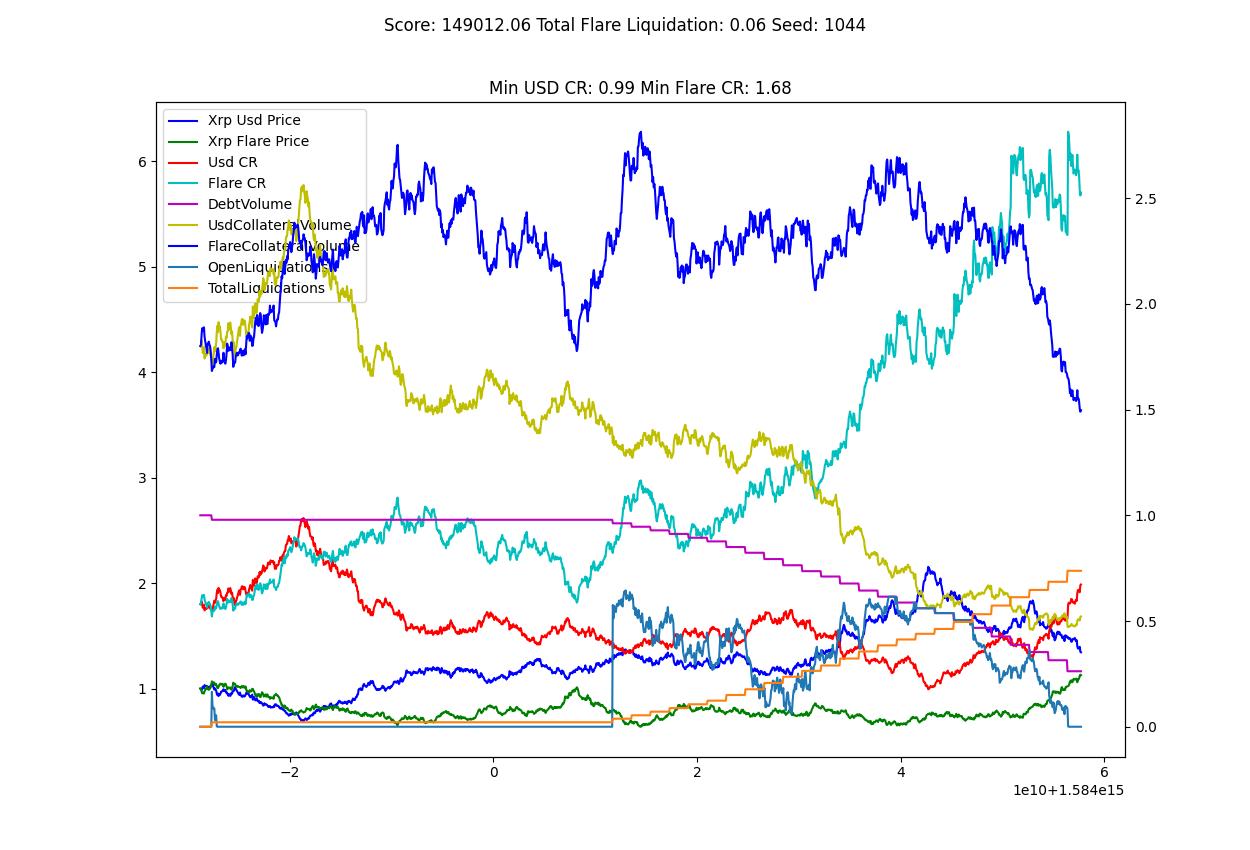 Score: 149012.06 Total Flare Liquidation: 0.06 Seed: 1044
Min USD CR: 0.99 Min Flare CR: 1.68
Xrp Usd Price
Xrp Flare Price
Usd CR
Flare CR
DebtVolume
UsdCollateralVolume
FlareCollateralVolume
OpenLiquidations
TotalLiquidations
6
5
4
3
2
1
2.5
2.0
1.5
1.0
0.5
0.0
−2 0 2 4 6
1e10+1.584e15